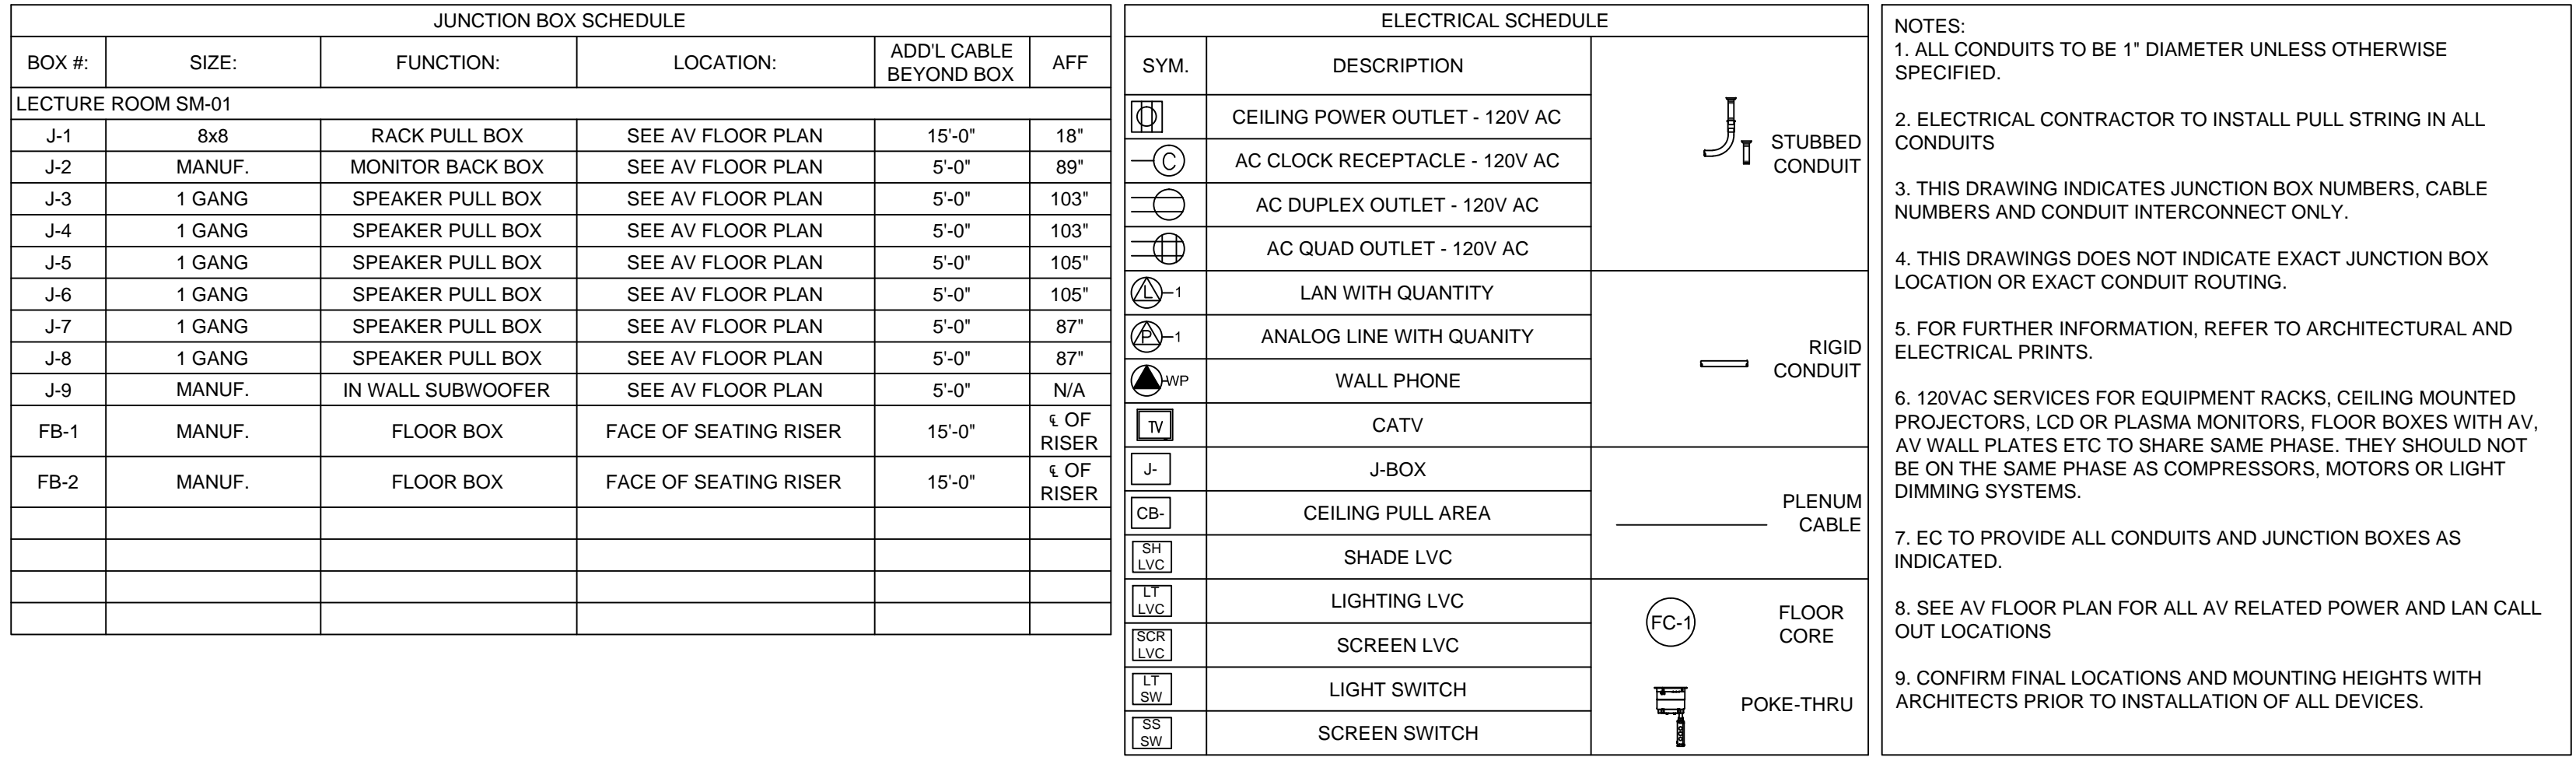 JUNCTION BOX SCHEDULE
BOX #: SIZE: FUNCTION: LOCATION: ADD'L CABLE BEYOND BOX AFF
LECTURE ROOM SM-01
J-1 8x8 RACK PULL BOX SEE AV FLOOR PLAN 15'-0" 18"
J-2 MANUF. MONITOR BACK BOX SEE AV FLOOR PLAN 5'-0" 89"
J-3 1 GANG SPEAKER PULL BOX SEE AV FLOOR PLAN 5'-0" 103"
J-4 1 GANG SPEAKER PULL BOX SEE AV FLOOR PLAN 5'-0" 103"
J-5 1 GANG SPEAKER PULL BOX SEE AV FLOOR PLAN 5'-0" 105"
J-6 1 GANG SPEAKER PULL BOX SEE AV FLOOR PLAN 5'-0" 105"
J-7 1 GANG SPEAKER PULL BOX SEE AV FLOOR PLAN 5'-0" 87"
J-8 1 GANG SPEAKER PULL BOX SEE AV FLOOR PLAN 5'-0" 87"
J-9 MANUF. IN WALL SUBWOOFER SEE AV FLOOR PLAN 5'-0" N/A
FB-1 MANUF. FLOOR BOX FACE OF SEATING RISER 15'-0" ℄ OF RISER
FB-2 MANUF. FLOOR BOX FACE OF SEATING RISER 15'-0" ℄ OF RISER
ELECTRICAL SCHEDULE
SYM. DESCRIPTION
CEILING POWER OUTLET - 120V AC
C AC CLOCK RECEPTACLE - 120V AC
AC DUPLEX OUTLET - 120V AC
AC QUAD OUTLET - 120V AC
L -1 LAN WITH QUANTITY
P -1 ANALOG LINE WITH QUANITY
WP WALL PHONE
TV CATV
J- J-BOX
CB- CEILING PULL AREA
SH LVC SHADE LVC
LT LVC LIGHTING LVC
SCR LVC SCREEN LVC
LT SW LIGHT SWITCH
SS SW SCREEN SWITCH
STUBBED
CONDUIT
RIGID
CONDUIT
PLENUM
CABLE
FC-1 FLOOR
CORE
POKE-THRU
NOTES:
1. ALL CONDUITS TO BE 1" DIAMETER UNLESS OTHERWISE
SPECIFIED.
2. ELECTRICAL CONTRACTOR TO INSTALL PULL STRING IN ALL
CONDUITS
3. THIS DRAWING INDICATES JUNCTION BOX NUMBERS, CABLE
NUMBERS AND CONDUIT INTERCONNECT ONLY.
4. THIS DRAWINGS DOES NOT INDICATE EXACT JUNCTION BOX
LOCATION OR EXACT CONDUIT ROUTING.
5. FOR FURTHER INFORMATION, REFER TO ARCHITECTURAL AND
ELECTRICAL PRINTS.
6. 120VAC SERVICES FOR EQUIPMENT RACKS, CEILING MOUNTED
PROJECTORS, LCD OR PLASMA MONITORS, FLOOR BOXES WITH AV,
AV WALL PLATES ETC TO SHARE SAME PHASE. THEY SHOULD NOT
BE ON THE SAME PHASE AS COMPRESSORS, MOTORS OR LIGHT
DIMMING SYSTEMS.
7. EC TO PROVIDE ALL CONDUITS AND JUNCTION BOXES AS
INDICATED.
8. SEE AV FLOOR PLAN FOR ALL AV RELATED POWER AND LAN CALL
OUT LOCATIONS
9. CONFIRM FINAL LOCATIONS AND MOUNTING HEIGHTS WITH
ARCHITECTS PRIOR TO INSTALLATION OF ALL DEVICES.